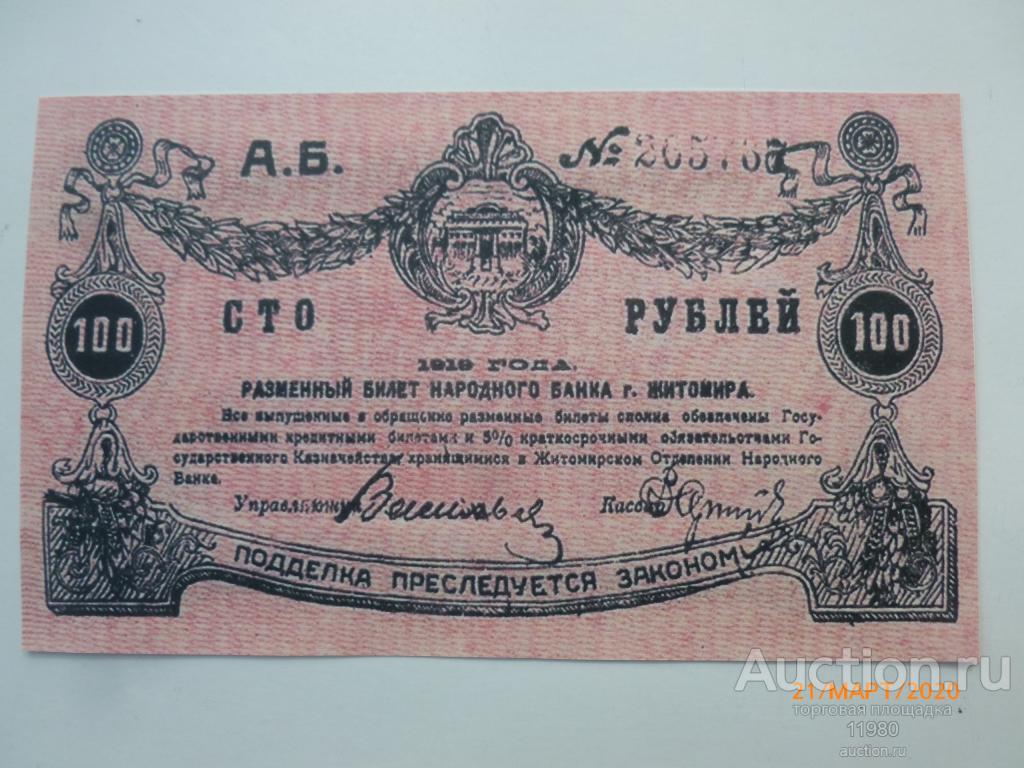 А.Б. № 265767
СТО РУБЛЕЙ
100 100
1919 ГОДА.
РАЗМЕННЫЙ БИЛЕТ НАРОДНОГО БАНКА г. ЖИТОМИРА.
Все выпущенные в обращение разменные билеты сполна обеспечены Госу-
дарственными кредитными билетами и 5% краткосрочными обязательствами Го-
сударственного Казначейства хранящимися в Житомирском Отделении Народного
Банка.
Управляющий Кассир
ПОДДЕЛКА ПРЕСЛЕДУЕТСЯ ЗАКОНОМ
Auction.ru
21/МАРТ/2020
торговая площадка
11980
auction.ru